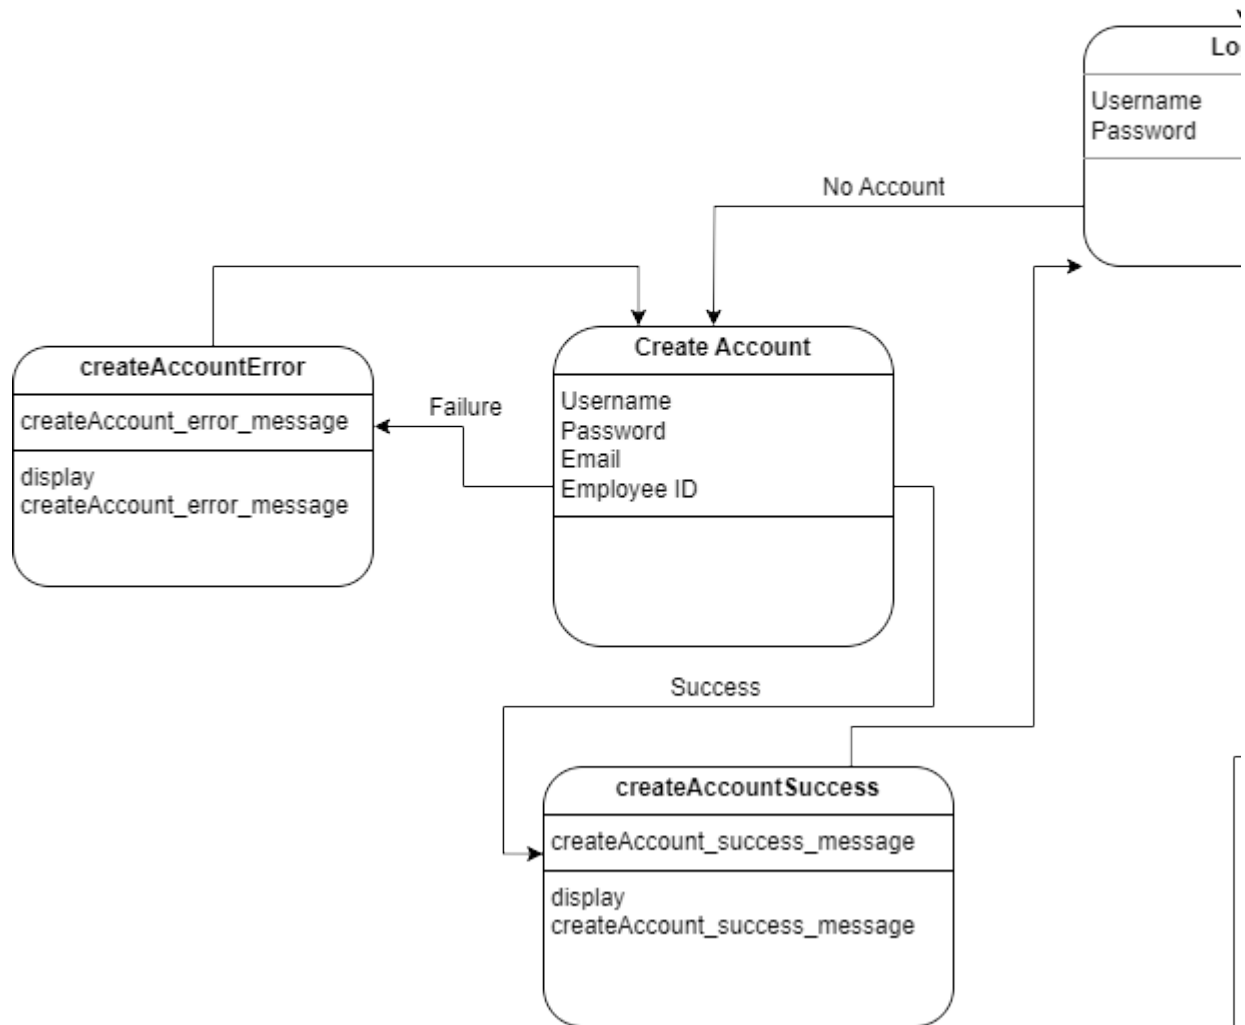 Username
Password
No Account
Create Account
Username
Password
Email
Employee ID
createAccountError
createAccount_error_message
display
createAccount_error_message
Failure
Success
createAccountSuccess
createAccount_success_message
display
createAccount_success_message